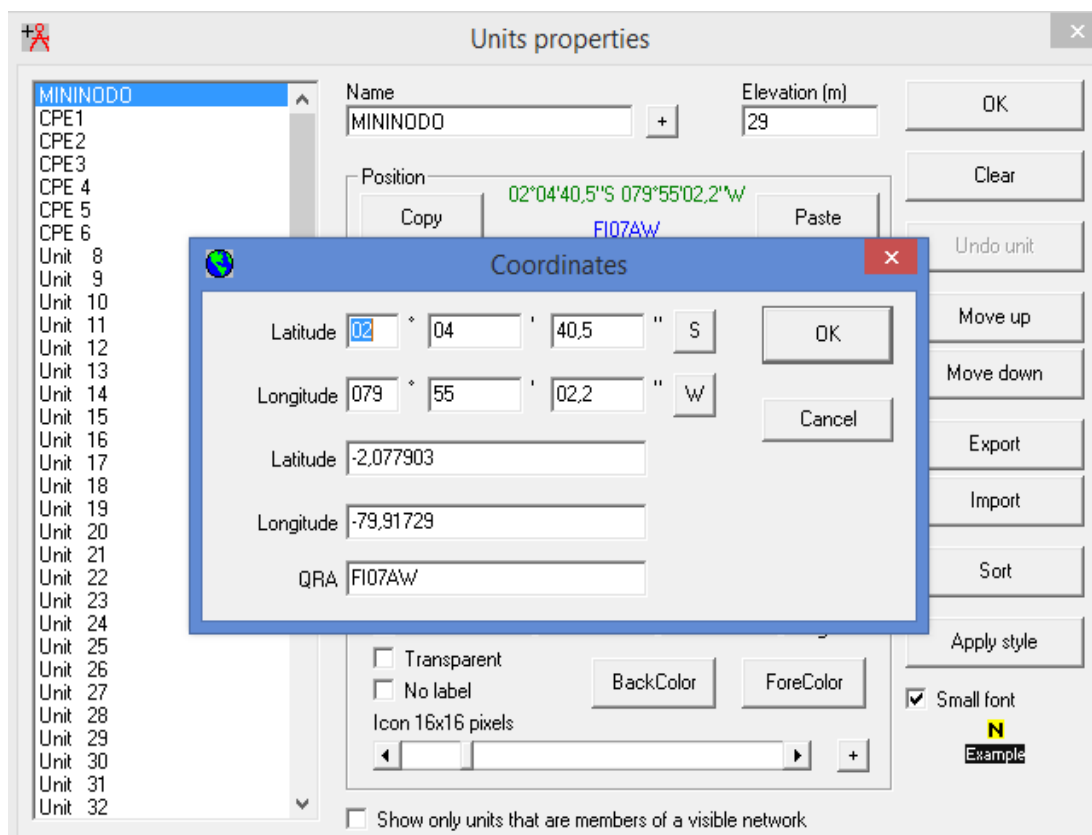 Units properties
MININODO
CPE1
CPE2
CPE3
CPE 4
CPE 5
CPE 6
Unit 8
Unit 9
Unit 10
Unit 11
Unit 12
Unit 13
Unit 14
Unit 15
Unit 16
Unit 17
Unit 18
Unit 19
Unit 20
Unit 21
Unit 22
Unit 23
Unit 24
Unit 25
Unit 26
Unit 27
Unit 28
Unit 29
Unit 30
Unit 31
Unit 32
Name
MININODO
+
Elevation (m)
29
Position
Copy
02°04'40,5"S 079°55'02,2"W
FI07AW
Paste
Coordinates
Latitude 02 ° 04 ' 40,5 " S
Longitude 079 ° 55 ' 02,2 " W
Latitude -2,077903
Longitude -79,91729
QRA FI07AW
OK
Cancel
Transparent
No label
BackColor
ForeColor
Icon 16x16 pixels
+
Show only units that are members of a visible network
OK
Clear
Undo unit
Move up
Move down
Export
Import
Sort
Apply style
Small font
N
Example